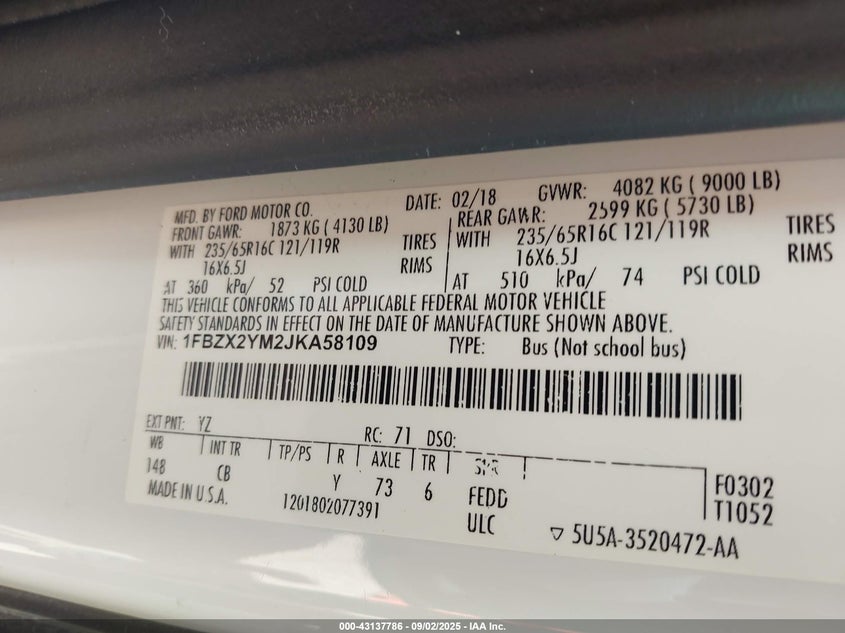 MFD. BY FORD MOTOR CO. DATE: 02/18 GVWR: 4082 KG ( 9000 LB)
FRONT GAWR: 1873 KG ( 4130 LB) REAR GAWR: 2599 KG ( 5730 LB)
WITH 235/65R16C 121/119R TIRES WITH 235/65R16C 121/119R TIRES
16X6.5J RIMS 16X6.5J RIMS
AT 360 kPa/ 52 PSI COLD AT 510 kPa/ 74 PSI COLD
THIS VEHICLE CONFORMS TO ALL APPLICABLE FEDERAL MOTOR VEHICLE
SAFETY STANDARDS IN EFFECT ON THE DATE OF MANUFACTURE SHOWN ABOVE.
VIN: 1FBZX2YM2JKA58109 TYPE: Bus (Not school bus)
EXT PNT: YZ RC: 71 DSO:
WB INT TR TP/PS R AXLE TR
148 CB Y 73 6 FEDD F0302
MADE IN U.S.A. 1201802077391 ULC T1052
5U5A-3520472-AA
000-43137786 - 09/02/2025 - IAA Inc.